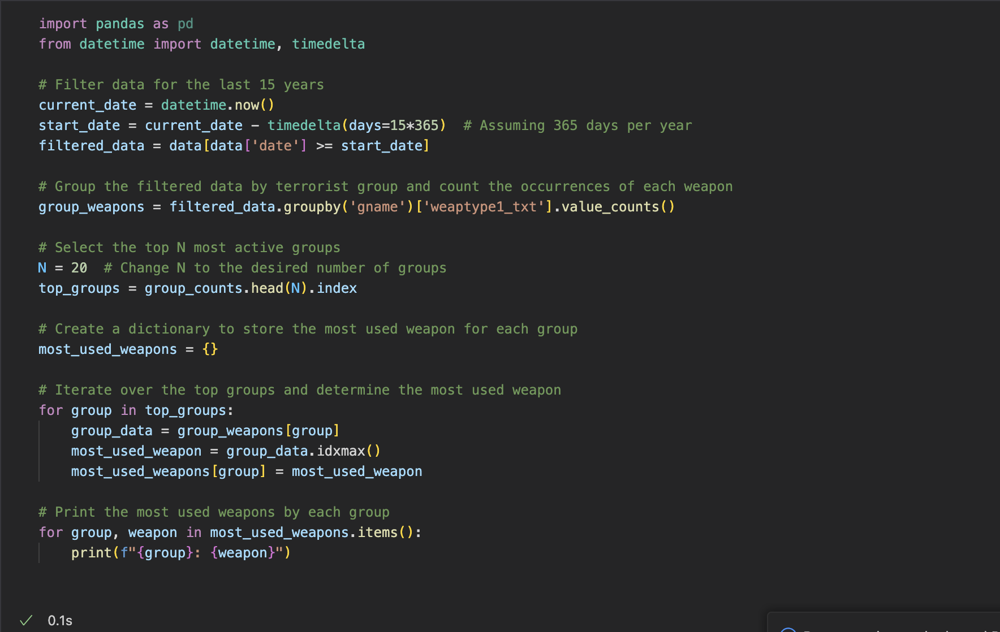 import pandas as pd
from datetime import datetime, timedelta

# Filter data for the last 15 years
current_date = datetime.now()
start_date = current_date - timedelta(days=15*365)  # Assuming 365 days per year
filtered_data = data[data['date'] >= start_date]

# Group the filtered data by terrorist group and count the occurrences of each weapon
group_weapons = filtered_data.groupby('gname')['weaptype1_txt'].value_counts()

# Select the top N most active groups
N = 20  # Change N to the desired number of groups
top_groups = group_counts.head(N).index

# Create a dictionary to store the most used weapon for each group
most_used_weapons = {}

# Iterate over the top groups and determine the most used weapon
for group in top_groups:
    group_data = group_weapons[group]
    most_used_weapon = group_data.idxmax()
    most_used_weapons[group] = most_used_weapon

# Print the most used weapons by each group
for group, weapon in most_used_weapons.items():
    print(f"{group}: {weapon}")

✓ 0.1s